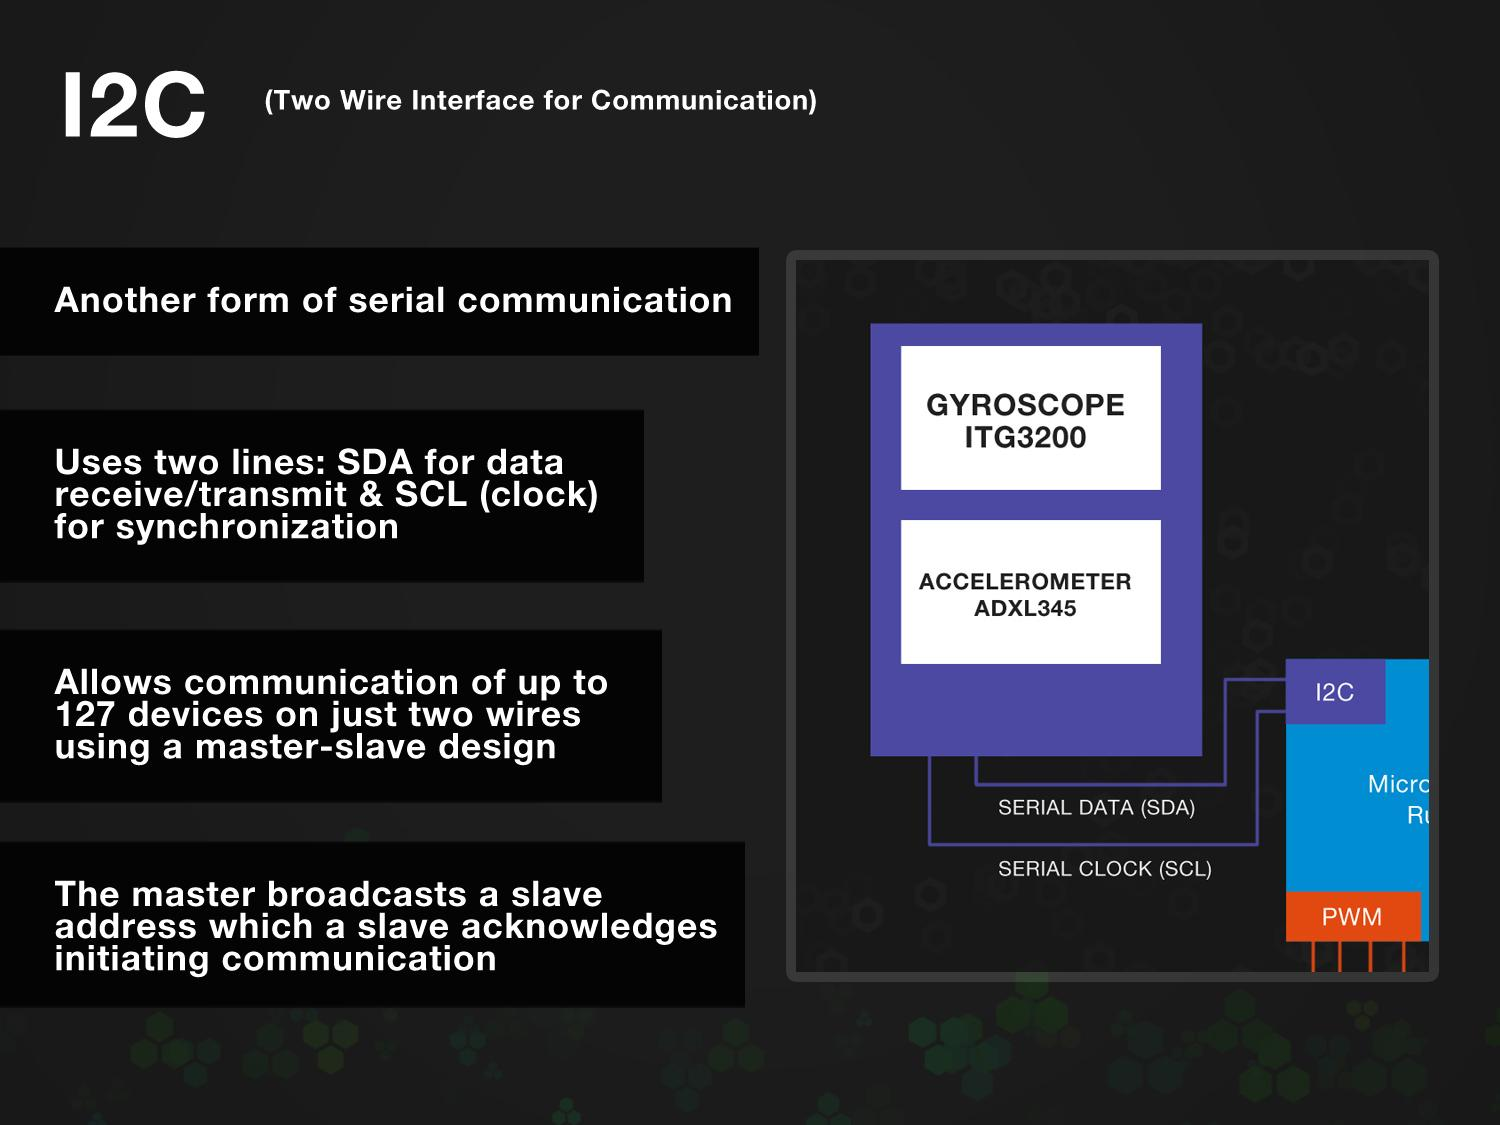 I2C
(Two Wire Interface for Communication)
Another form of serial communication
Uses two lines: SDA for data
receive/transmit & SCL (clock)
for synchronization
Allows communication of up to
127 devices on just two wires
using a master-slave design
The master broadcasts a slave
address which a slave acknowledges
initiating communication
GYROSCOPE
ITG3200
ACCELEROMETER
ADXL345
I2C
SERIAL DATA (SDA)
SERIAL CLOCK (SCL)
PWM